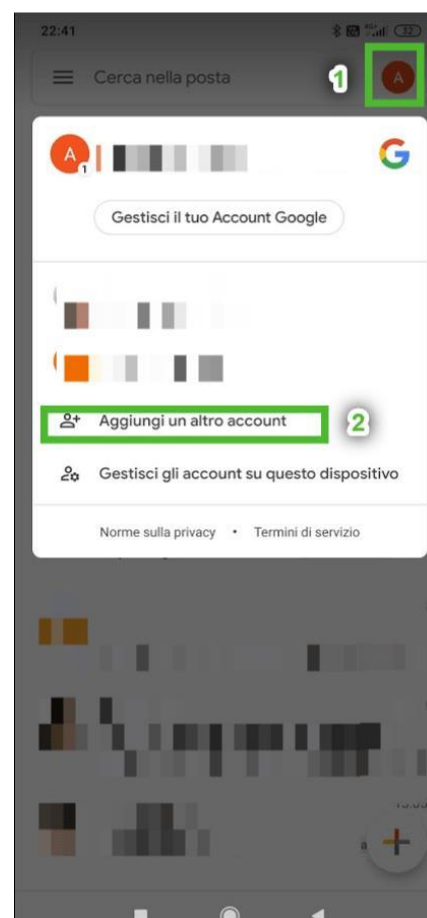 22:41
32
Cerca nella posta
1
A
A
1
Gestisci il tuo Account Google
Aggiungi un altro account
2
Gestisci gli account su questo dispositivo
Norme sulla privacy • Termini di servizio
a